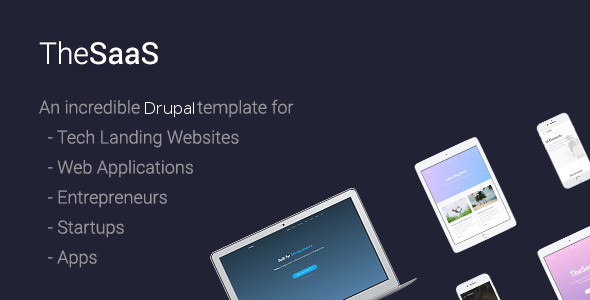 TheSaaS
An incredible Drupal template for
- Tech Landing Websites
- Web Applications
- Entrepreneurs
- Startups
- Apps